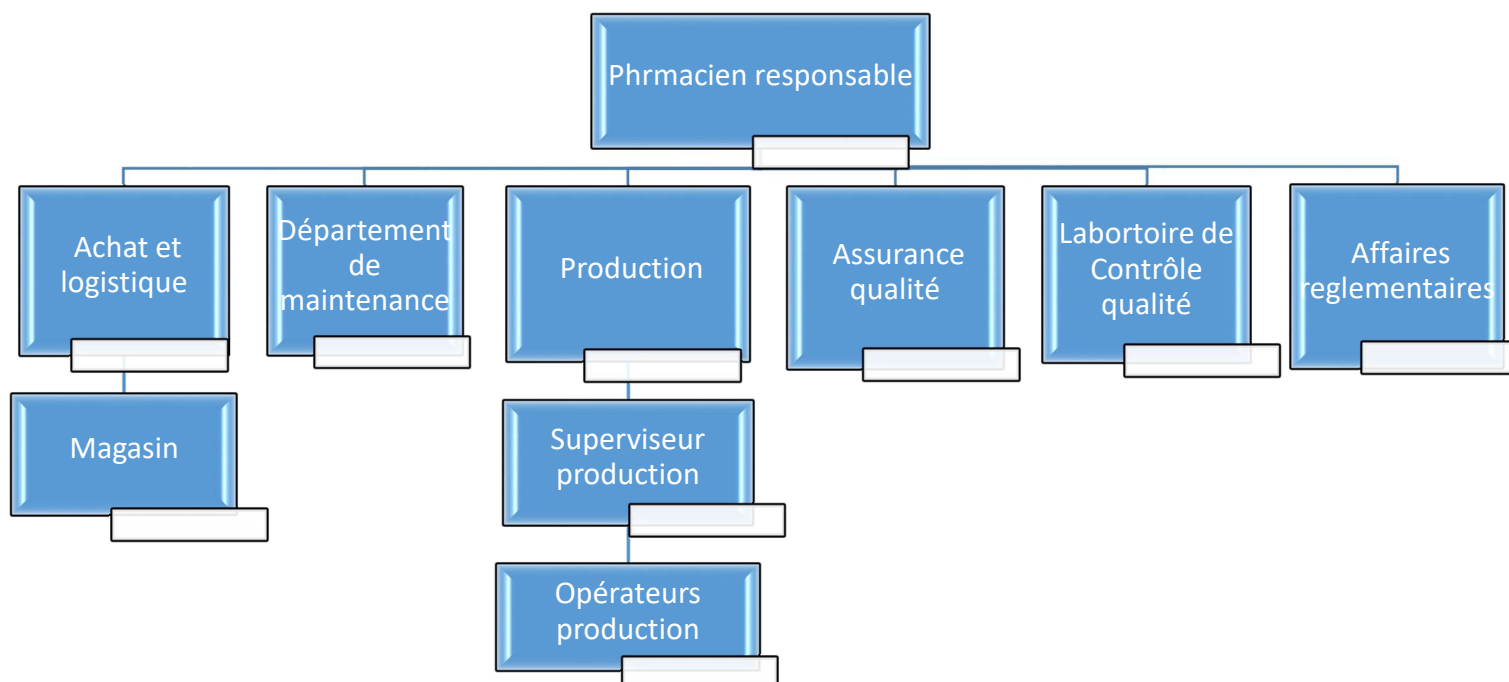 Phrmacien responsable
Achat et
logistique
Département
de
maintenance
Production
Assurance
qualité
Labortoire de
Contrôle
qualité
Affaires
reglementaires
Magasin
Superviseur
production
Opérateurs
production